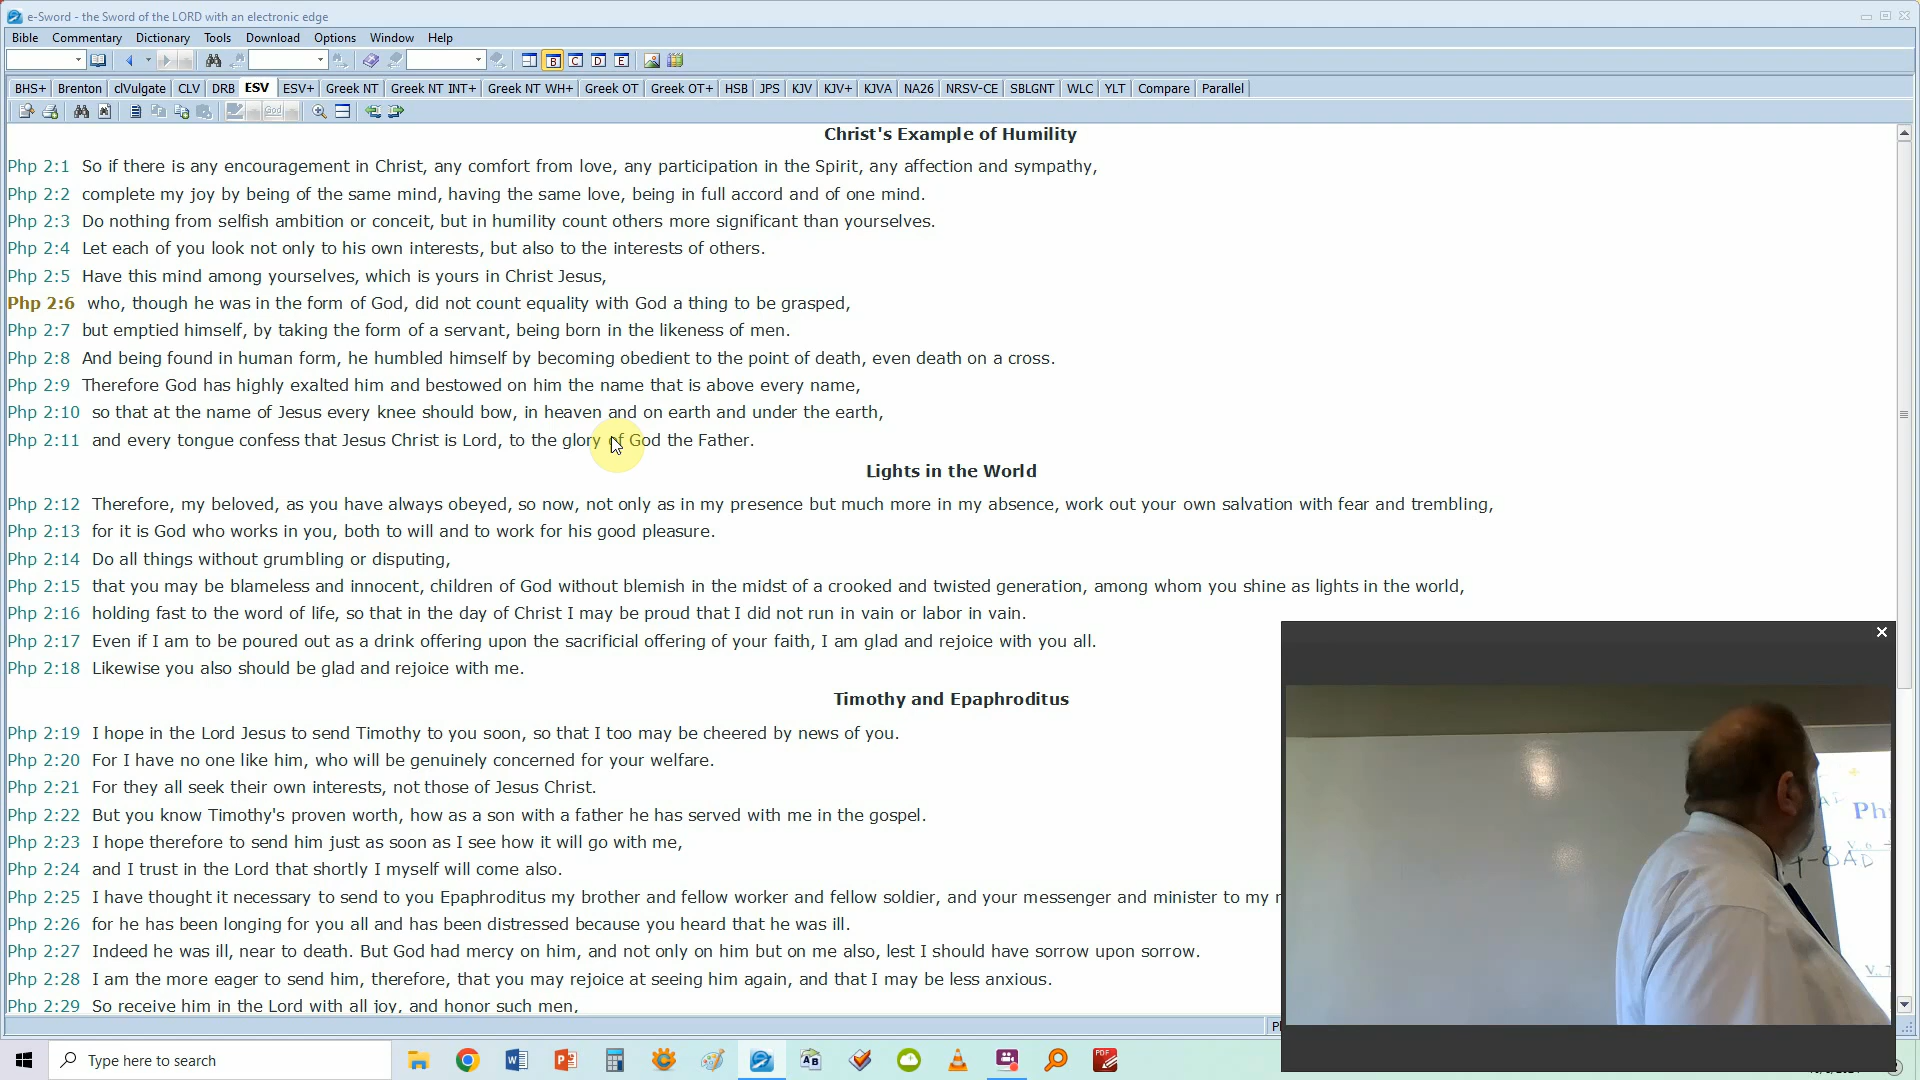 e-Sword - the Sword of the LORD with an electronic edge
Bible Commentary Dictionary Tools Download Options Window Help
B C D E
BHS+ Brenton clVulgate CLV DRB ESV ESV+ Greek NT Greek NT INT+ Greek NT WH+ Greek OT Greek OT+ HSB JPS KJV KJV+ KJVA NA26 NRSV-CE SBLGNT WLC YLT Compare Parallel
God
Christ's Example of Humility
Php 2:1 So if there is any encouragement in Christ, any comfort from love, any participation in the Spirit, any affection and sympathy,
Php 2:2 complete my joy by being of the same mind, having the same love, being in full accord and of one mind.
Php 2:3 Do nothing from selfish ambition or conceit, but in humility count others more significant than yourselves.
Php 2:4 Let each of you look not only to his own interests, but also to the interests of others.
Php 2:5 Have this mind among yourselves, which is yours in Christ Jesus,
Php 2:6 who, though he was in the form of God, did not count equality with God a thing to be grasped,
Php 2:7 but emptied himself, by taking the form of a servant, being born in the likeness of men.
Php 2:8 And being found in human form, he humbled himself by becoming obedient to the point of death, even death on a cross.
Php 2:9 Therefore God has highly exalted him and bestowed on him the name that is above every name,
Php 2:10 so that at the name of Jesus every knee should bow, in heaven and on earth and under the earth,
Php 2:11 and every tongue confess that Jesus Christ is Lord, to the glory of God the Father.
Lights in the World
Php 2:12 Therefore, my beloved, as you have always obeyed, so now, not only as in my presence but much more in my absence, work out your own salvation with fear and trembling,
Php 2:13 for it is God who works in you, both to will and to work for his good pleasure.
Php 2:14 Do all things without grumbling or disputing,
Php 2:15 that you may be blameless and innocent, children of God without blemish in the midst of a crooked and twisted generation, among whom you shine as lights in the world,
Php 2:16 holding fast to the word of life, so that in the day of Christ I may be proud that I did not run in vain or labor in vain.
Php 2:17 Even if I am to be poured out as a drink offering upon the sacrificial offering of your faith, I am glad and rejoice with you all.
Php 2:18 Likewise you also should be glad and rejoice with me.
Timothy and Epaphroditus
Php 2:19 I hope in the Lord Jesus to send Timothy to you soon, so that I too may be cheered by news of you.
Php 2:20 For I have no one like him, who will be genuinely concerned for your welfare.
Php 2:21 For they all seek their own interests, not those of Jesus Christ.
Php 2:22 But you know Timothy's proven worth, how as a son with a father he has served with me in the gospel.
Php 2:23 I hope therefore to send him just as soon as I see how it will go with me,
Php 2:24 and I trust in the Lord that shortly I myself will come also.
Php 2:25 I have thought it necessary to send to you Epaphroditus my brother and fellow worker and fellow soldier, and your messenger and minister to my
Php 2:26 for he has been longing for you all and has been distressed because you heard that he was ill.
Php 2:27 Indeed he was ill, near to death. But God had mercy on him, and not only on him but on me also, lest I should have sorrow upon sorrow.
Php 2:28 I am the more eager to send him, therefore, that you may rejoice at seeing him again, and that I may be less anxious.
Php 2:29 So receive him in the Lord with all joy, and honor such men,
Type here to search